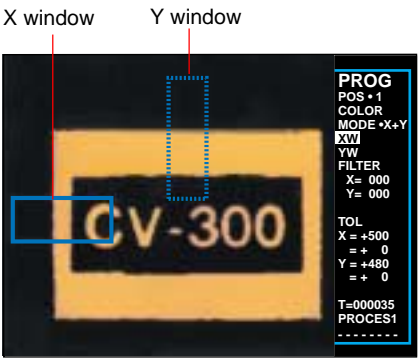 X window
Y window
CV-300
PROG
POS • 1
COLOR
MODE •X+Y
XW
YW
FILTER
X= 000
Y= 000
TOL
X = +500
= + 0
Y = +480
= + 0
T=000035
PROCES1
- - - - - - - -